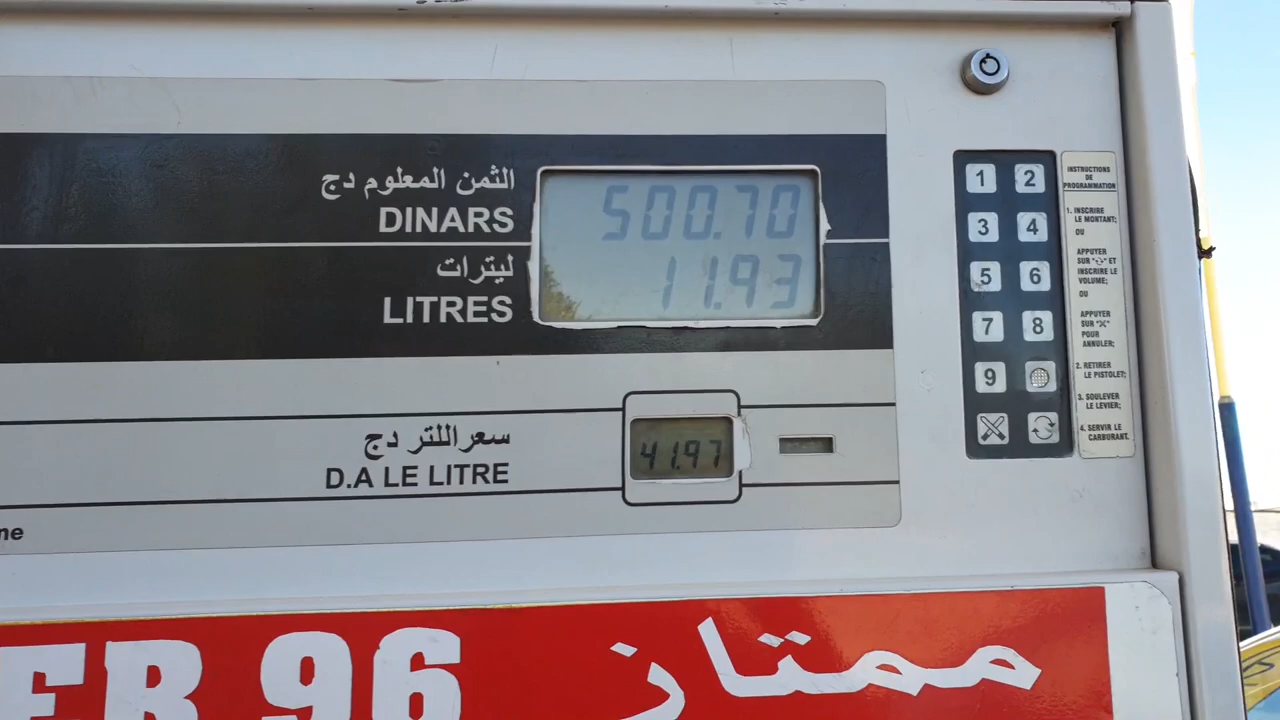 الثمن المعلوم دج
DINARS
500.70
ليترات
LITRES
11.93
سعر اللتر دج
D.A LE LITRE
41.97
ne
ER 96
ممتاز
1 2
3 4
5 6
7 8
9
INSTRUCTIONS
DE
PROGRAMMATION
1. INSCRIRE
LE MONTANT;
OU
APPUYER
SUR "⟳" ET
INSCRIRE LE
VOLUME;
OU
APPUYER
SUR "X"
POUR
ANNULER;
2. RETIRER
LE PISTOLET;
3. SOULEVER
LE LEVIER;
4. SERVIR LE
CARBURANT.